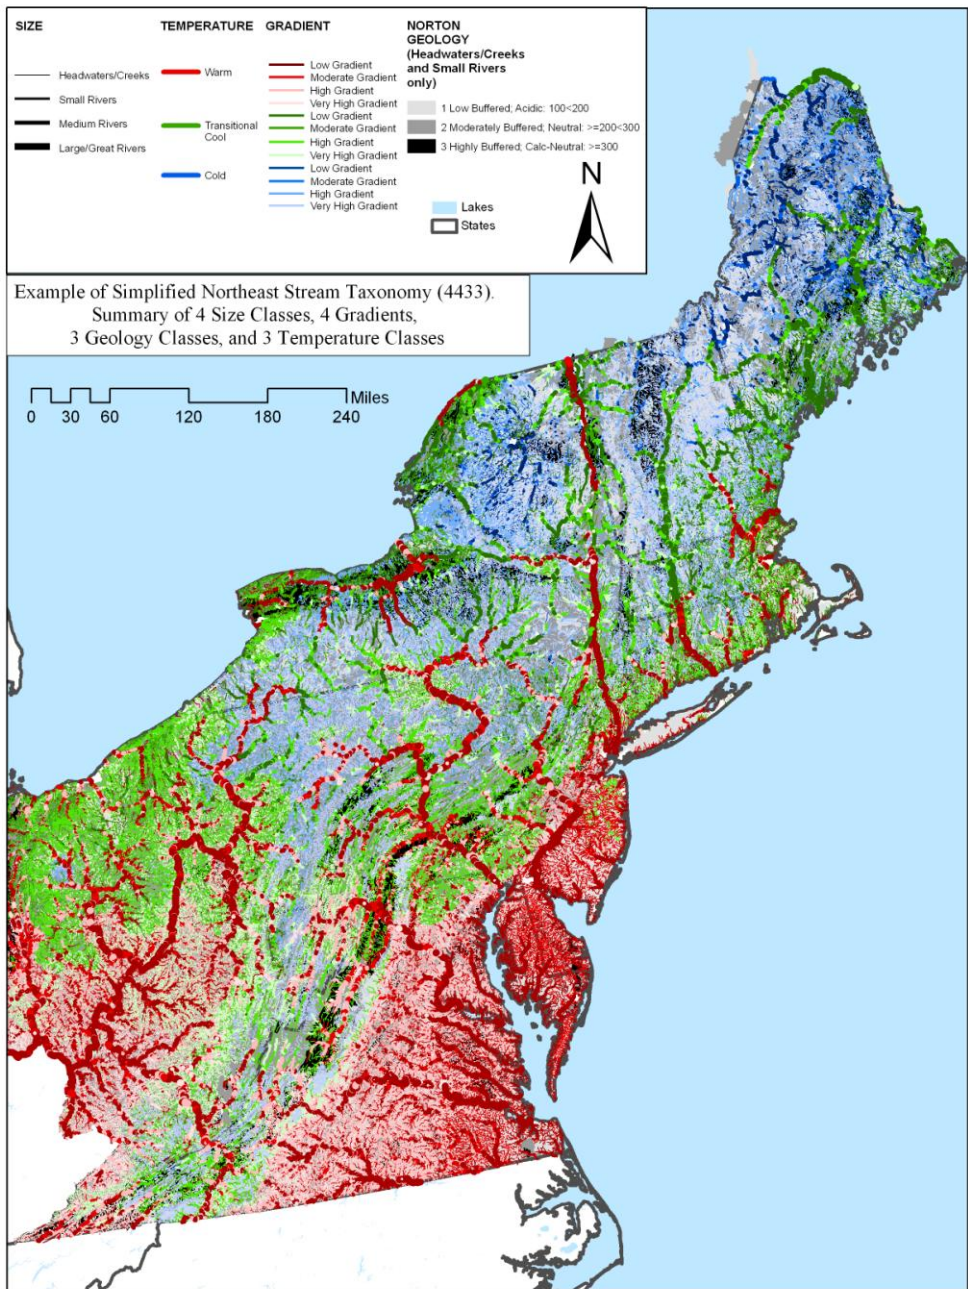 SIZE
Headwaters/Creeks
Small Rivers
Medium Rivers
Large/Great Rivers
TEMPERATURE
Warm
Transitional
Cool
Cold
GRADIENT
Low Gradient
Moderate Gradient
High Gradient
Very High Gradient
Low Gradient
Moderate Gradient
High Gradient
Very High Gradient
Low Gradient
Moderate Gradient
High Gradient
Very High Gradient
NORTON
GEOLOGY
(Headwaters/Creeks
and Small Rivers
only)
1 Low Buffered; Acidic: 100<200
2 Moderately Buffered; Neutral: >=200<300
3 Highly Buffered; Calc-Neutral: >=300
Lakes
States
N
Example of Simplified Northeast Stream Taxonomy (4433).
Summary of 4 Size Classes, 4 Gradients,
3 Geology Classes, and 3 Temperature Classes
Miles
0 30 60 120 180 240